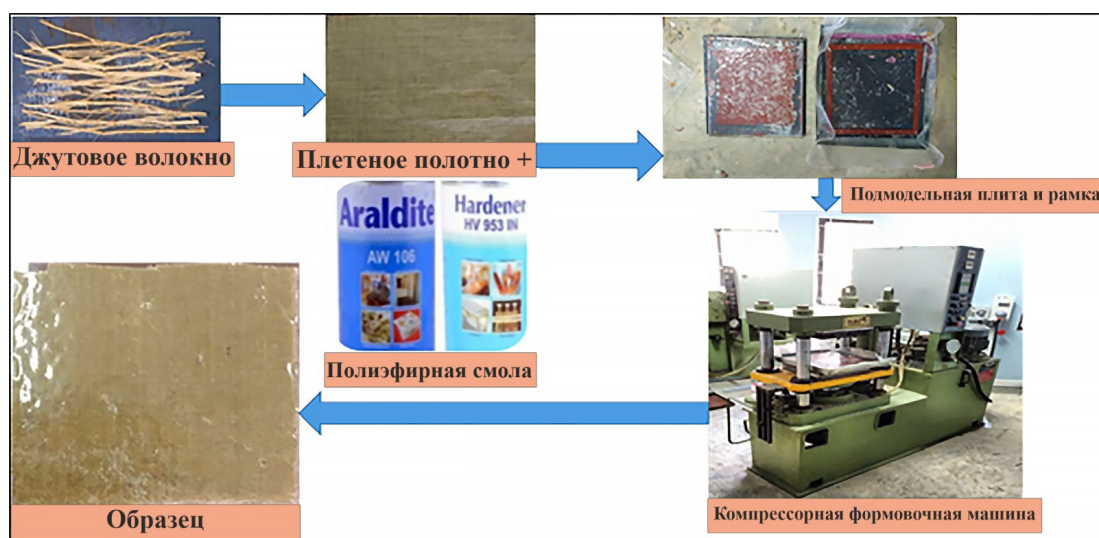 Джутовое волокно
Плетеное полотно +
Подмодельная плита и рамка
Araldite
AW 106
Hardener
HV 953 IN
Полиэфирная смола
Образец
Компрессорная формовочная машина